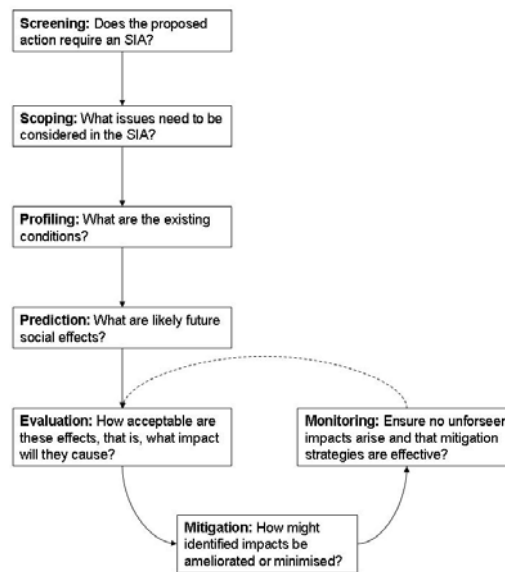 Screening: Does the proposed
action require an SIA?
Scoping: What issues need to be
considered in the SIA?
Profiling: What are the existing
conditions?
Prediction: What are likely future
social effects?
Evaluation: How acceptable are
these effects, that is, what impact
will they cause?
Monitoring: Ensure no unforseen
impacts arise and that mitigation
strategies are effective?
Mitigation: How might
identified impacts be
ameliorated or minimised?